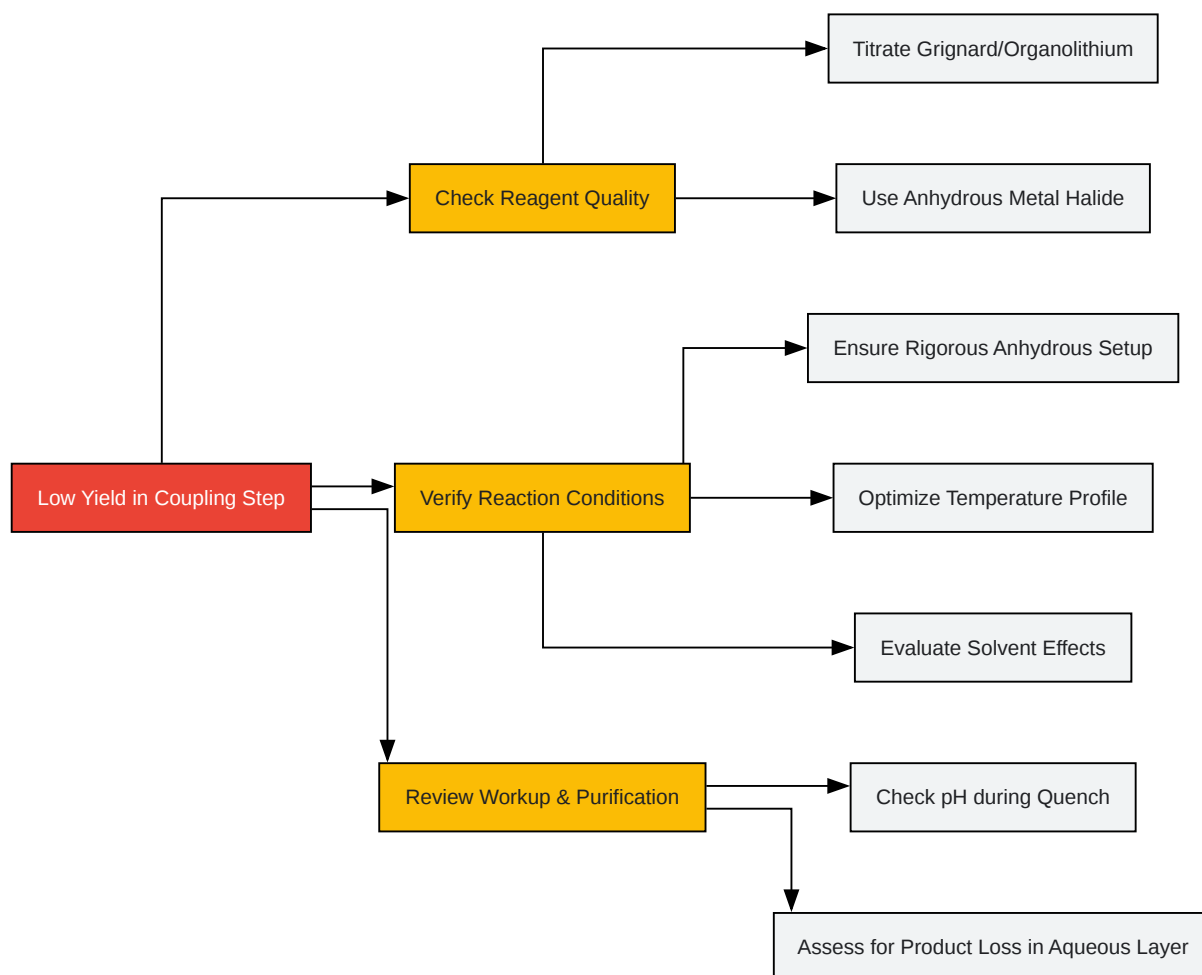 Titrate Grignard/Organolithium
Check Reagent Quality
Use Anhydrous Metal Halide
Ensure Rigorous Anhydrous Setup
Low Yield in Coupling Step
Verify Reaction Conditions
Optimize Temperature Profile
Evaluate Solvent Effects
Review Workup & Purification
Check pH during Quench
Assess for Product Loss in Aqueous Layer